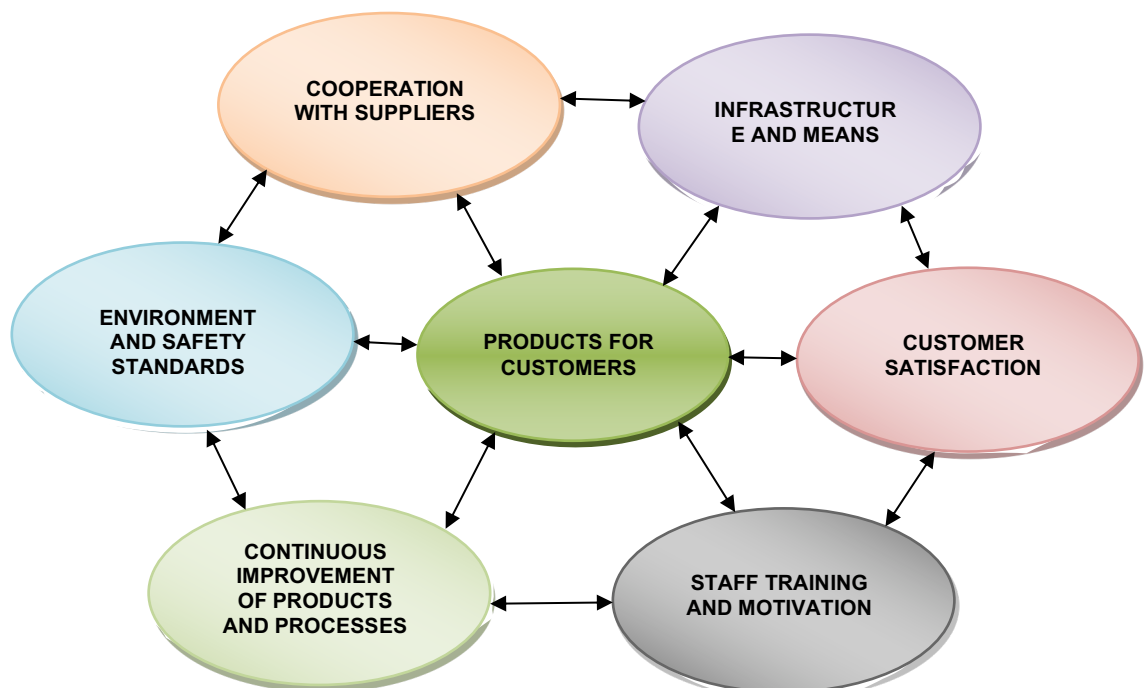 COOPERATION
WITH SUPPLIERS
INFRASTRUCTUR
E AND MEANS
ENVIRONMENT
AND SAFETY
STANDARDS
PRODUCTS FOR
CUSTOMERS
CUSTOMER
SATISFACTION
CONTINUOUS
IMPROVEMENT
OF PRODUCTS
AND PROCESSES
STAFF TRAINING
AND MOTIVATION